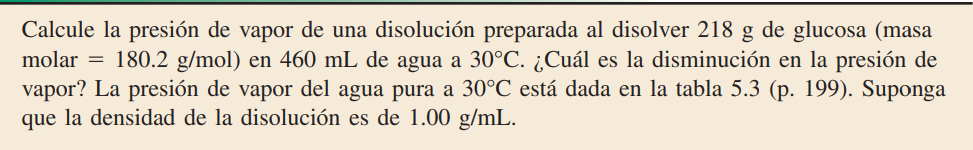 Calcule la presión de vapor de una disolución preparada al disolver 218 g de glucosa (masa
molar = 180.2 g/mol) en 460 mL de agua a 30°C. ¿Cuál es la disminución en la presión de
vapor? La presión de vapor del agua pura a 30°C está dada en la tabla 5.3 (p. 199). Suponga
que la densidad de la disolución es de 1.00 g/mL.